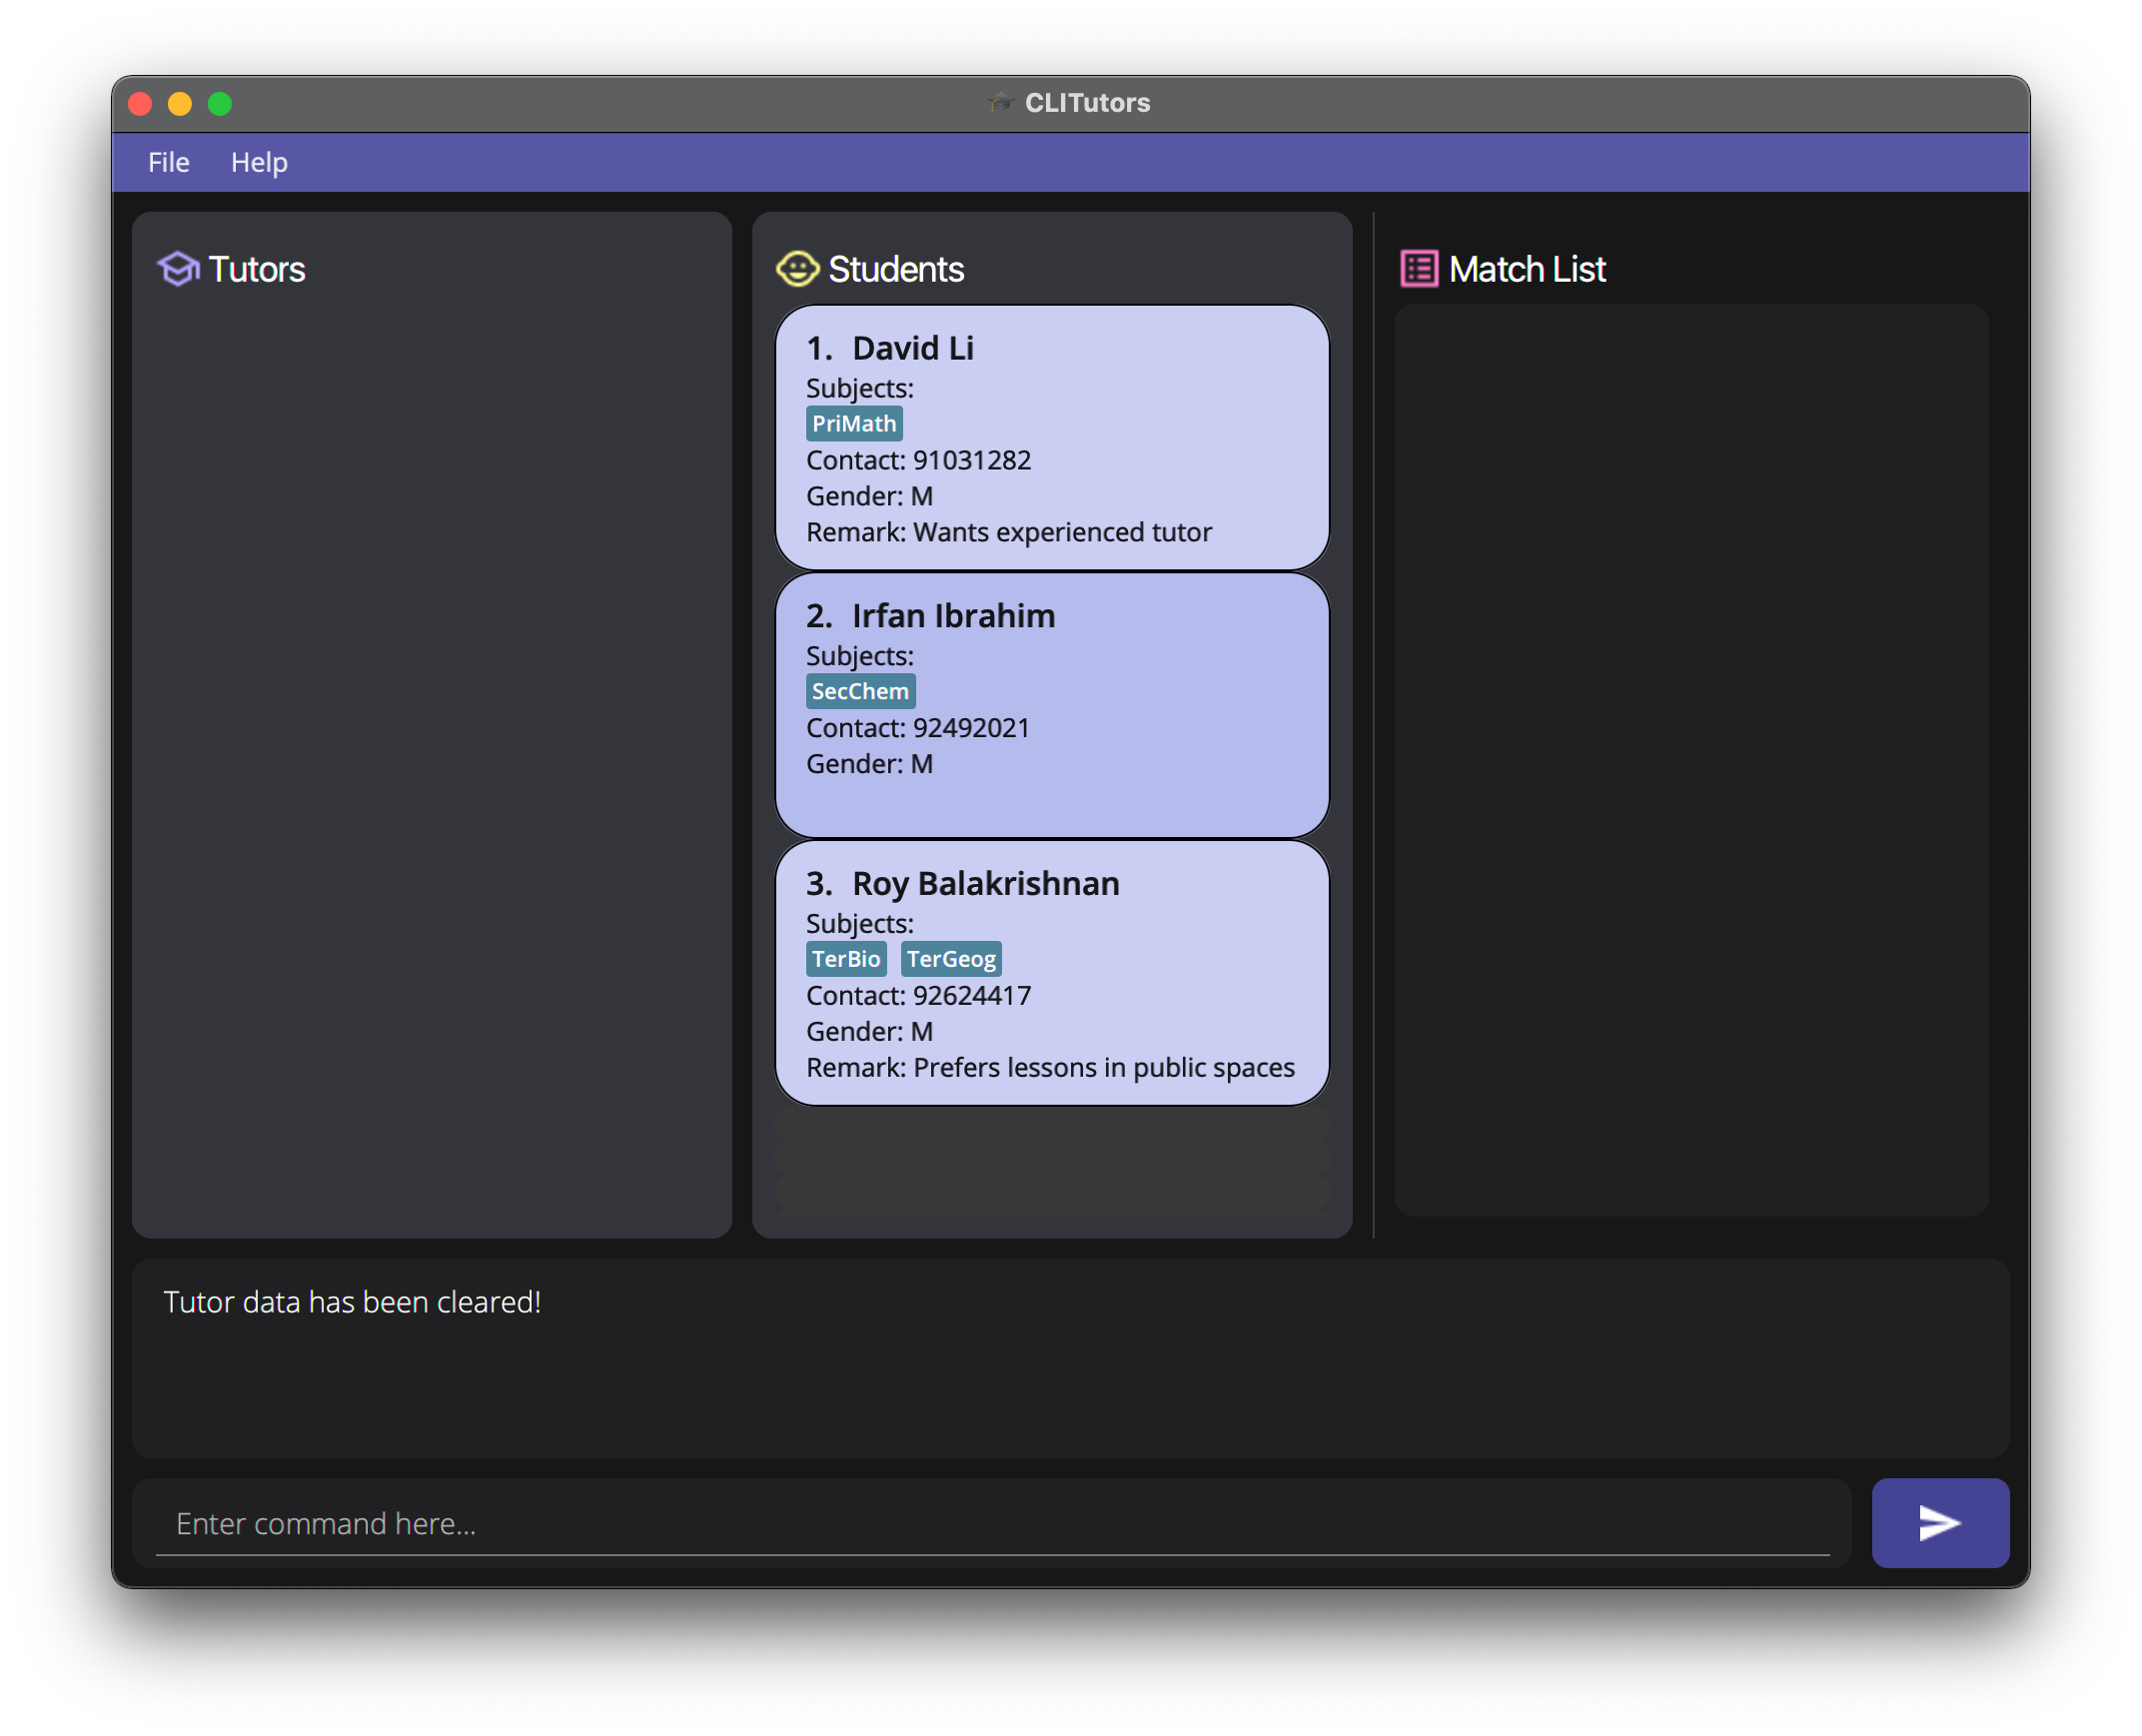 CLITutors
File Help
Tutors
Students
1. David Li
Subjects:
PriMath
Contact: 91031282
Gender: M
Remark: Wants experienced tutor
2. Irfan Ibrahim
Subjects:
SecChem
Contact: 92492021
Gender: M
3. Roy Balakrishnan
Subjects:
TerBio TerGeog
Contact: 92624417
Gender: M
Remark: Prefers lessons in public spaces
Match List
Tutor data has been cleared!
Enter command here...